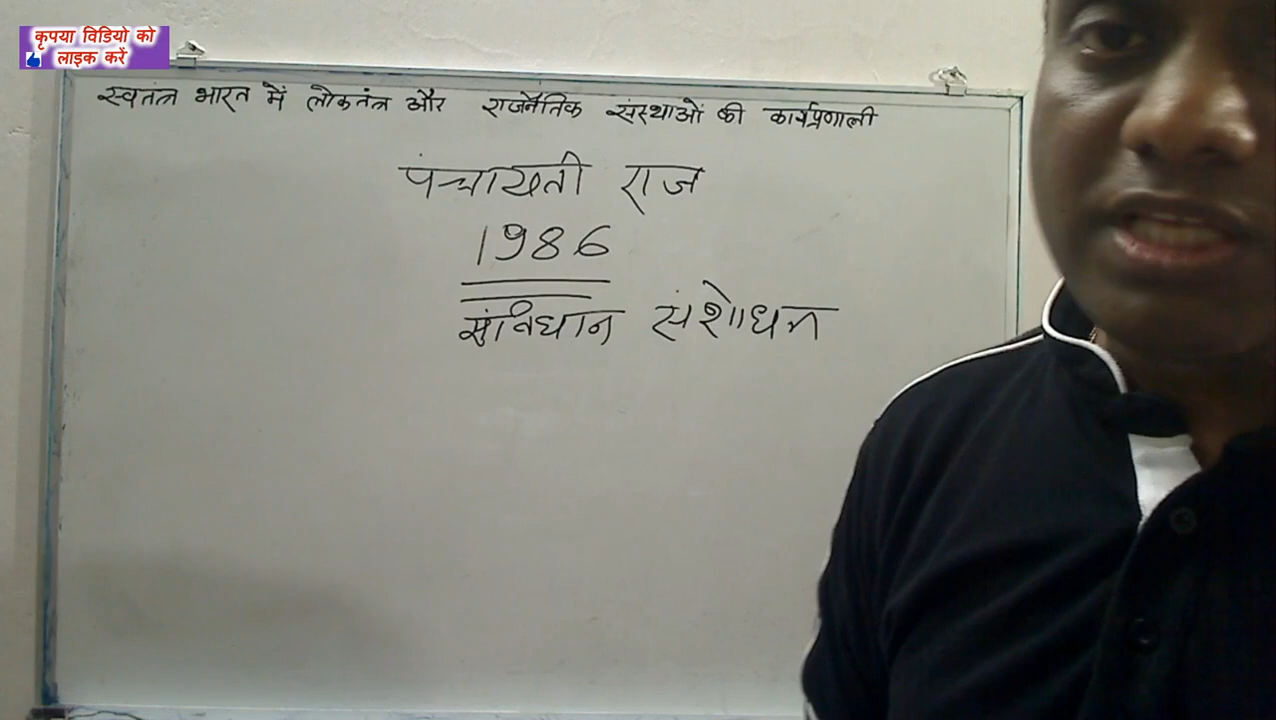 कृपया विडियो को
लाइक करें
स्वतंत्र भारत में लोकतंत्र और राजनैतिक संस्थाओं की कार्यप्रणाली
पंचायती राज
1986
संविधान संशोधन